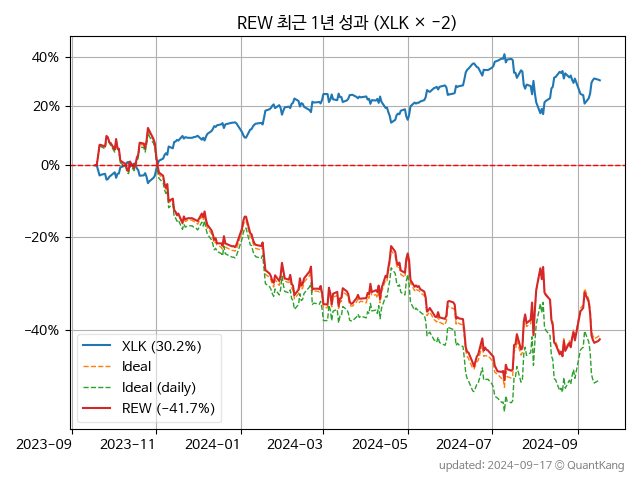 REW 최근 1년 성과 (XLK × −2)
40%
20%
0%
−20%
−40%
XLK (30.2%)
Ideal
Ideal (daily)
REW (−41.7%)
2023-09
2023-11
2024-01
2024-03
2024-05
2024-07
2024-09
updated: 2024-09-17 © QuantKang